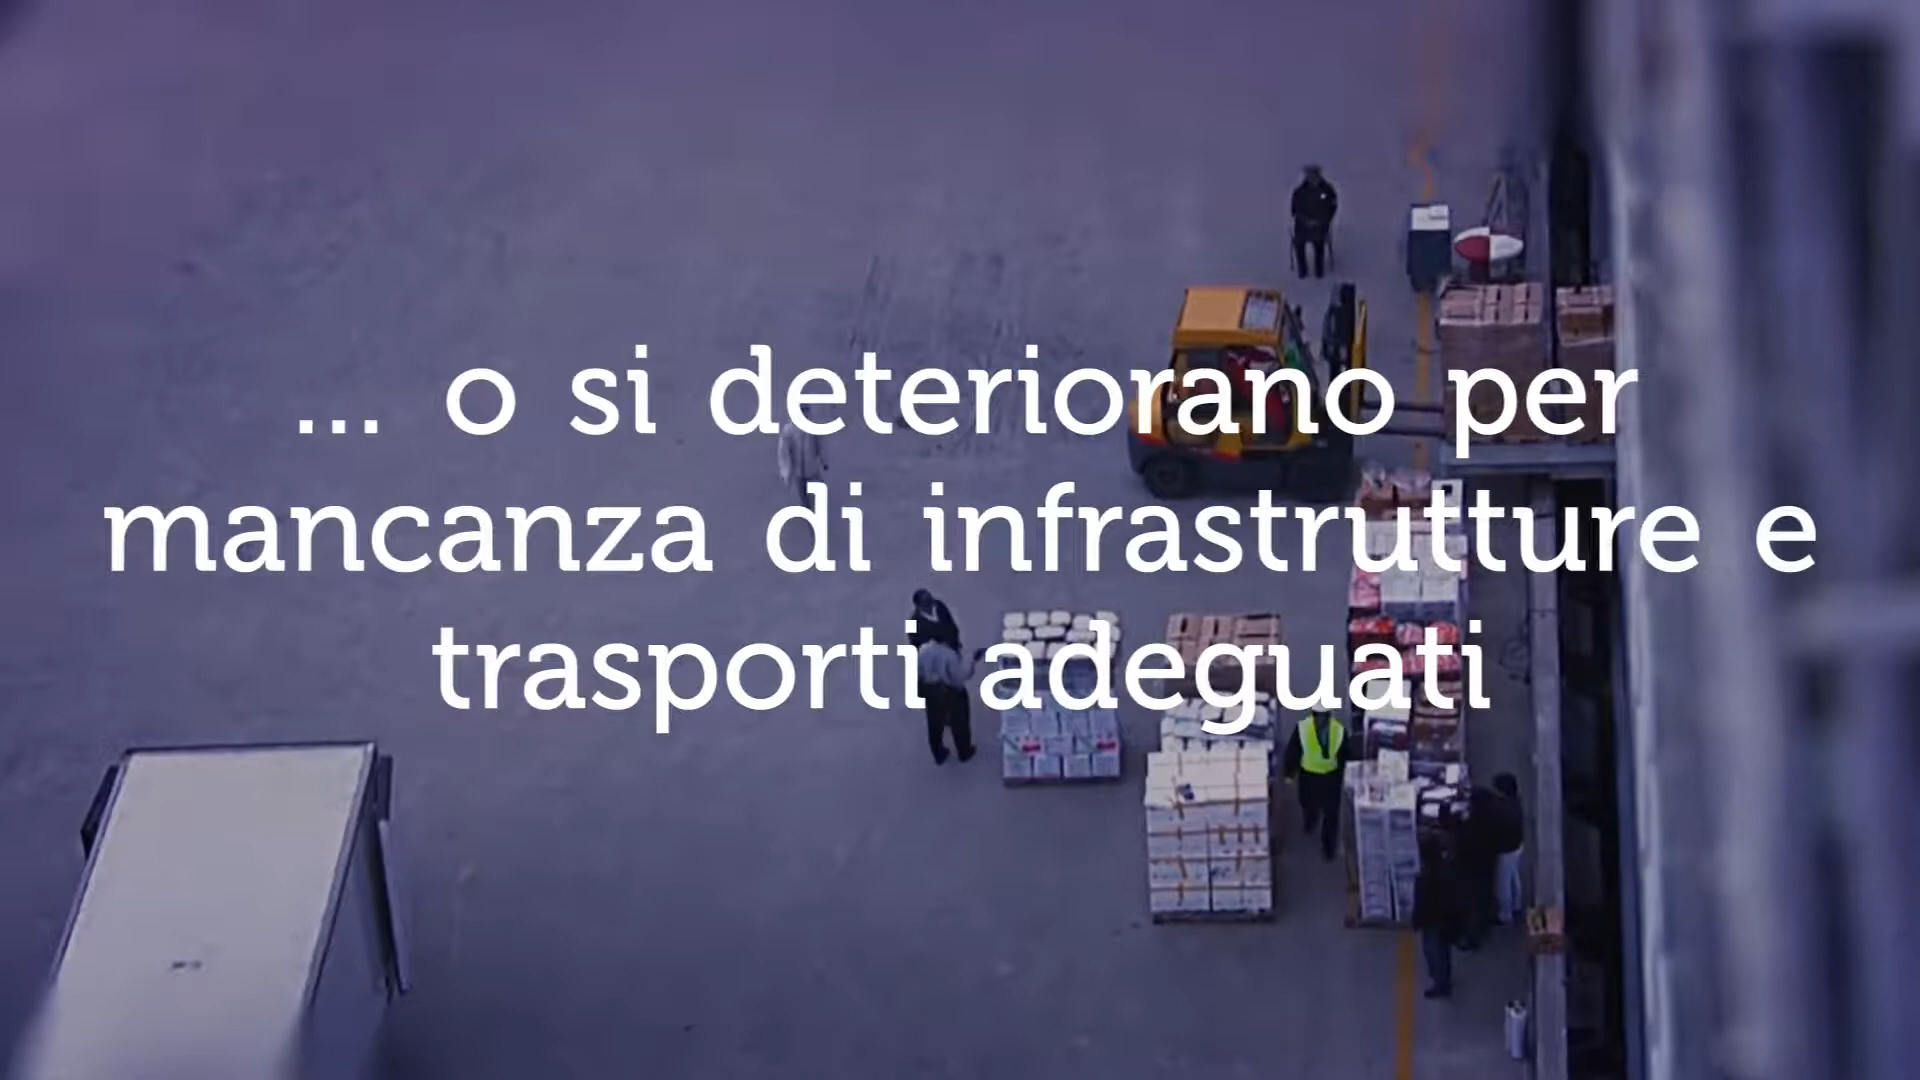 ... o si deteriorano per
mancanza di infrastrutture e
trasporti adeguati